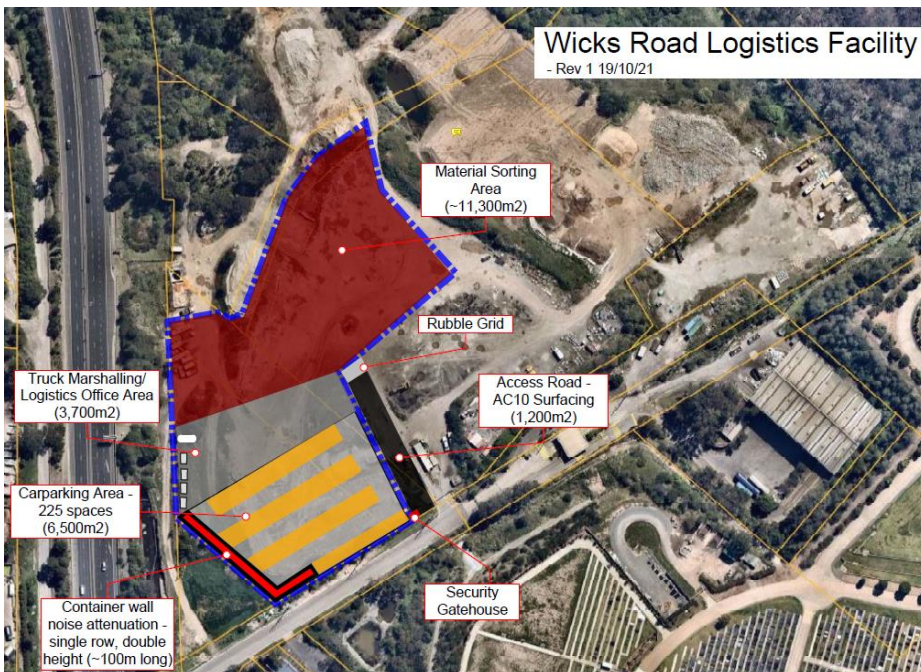 Wicks Road Logistics Facility
- Rev 1 19/10/21
Material Sorting
Area
(~11,300m2)
Rubble Grid
Truck Marshalling/
Logistics Office Area
(3,700m2)
Access Road -
AC10 Surfacing
(1,200m2)
Carparking Area -
225 spaces
(6,500m2)
Container wall
noise attenuation -
single row, double
height (~100m long)
Security
Gatehouse